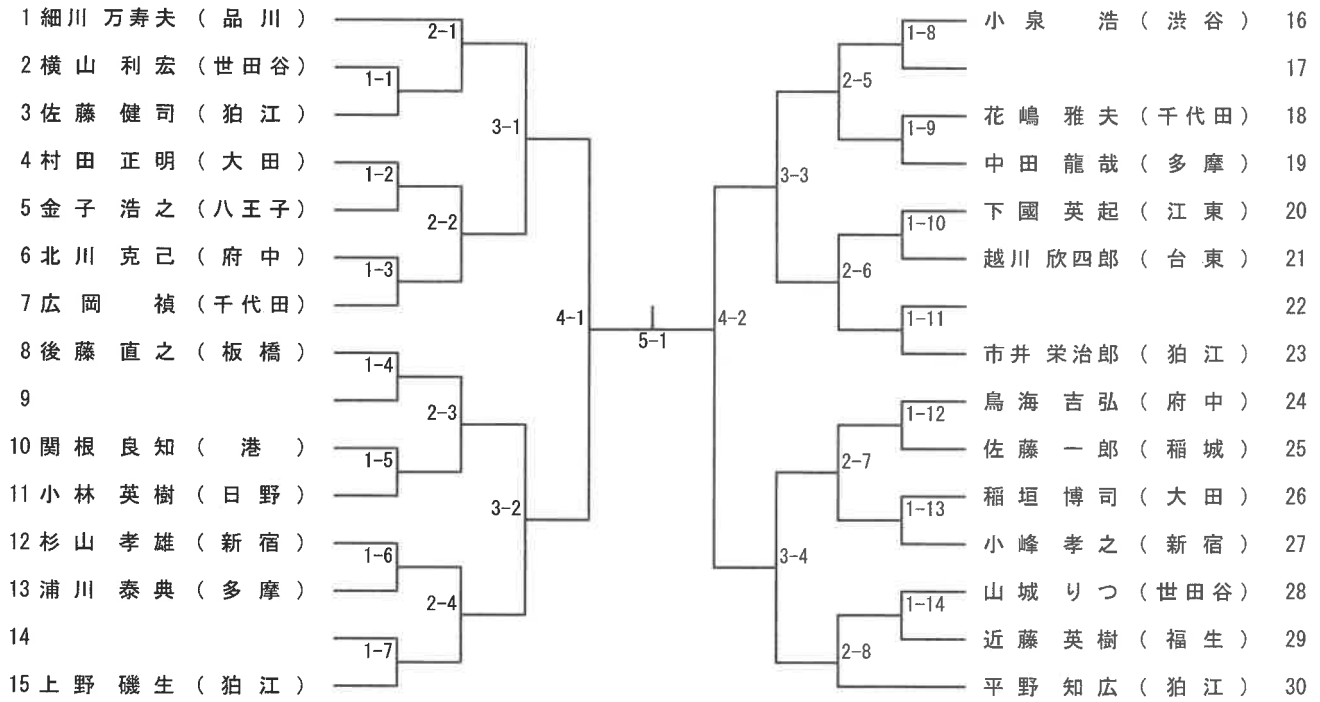 1 細川 万寿夫 ( 品川 )
2 横山 利宏 ( 世田谷 )
3 佐藤 健司 ( 狛江 )
4 村田 正明 ( 大田 )
5 金子 浩之 ( 八王子 )
6 北川 克己 ( 府中 )
7 広岡 禎 ( 千代田 )
8 後藤 直之 ( 板橋 )
9
10 関根 良知 ( 港 )
11 小林 英樹 ( 日野 )
12 杉山 孝雄 ( 新宿 )
13 浦川 泰典 ( 多摩 )
14
15 上野 磯生 ( 狛江 )
2-1
1-1
3-1
1-2
2-2
1-3
4-1
1-4
2-3
1-5
3-2
1-6
2-4
1-7
5-1
1-8
2-5
1-9
3-3
1-10
2-6
1-11
4-2
1-12
2-7
1-13
3-4
1-14
2-8
小泉 浩 ( 渋谷 ) 16
17
花嶋 雅夫 ( 千代田 ) 18
中田 龍哉 ( 多摩 ) 19
下國 英起 ( 江東 ) 20
越川 欣四郎 ( 台東 ) 21
22
市井 栄治郎 ( 狛江 ) 23
鳥海 吉弘 ( 府中 ) 24
佐藤 一郎 ( 稲城 ) 25
稲垣 博司 ( 大田 ) 26
小峰 孝之 ( 新宿 ) 27
山城 りつ ( 世田谷 ) 28
近藤 英樹 ( 福生 ) 29
平野 知広 ( 狛江 ) 30